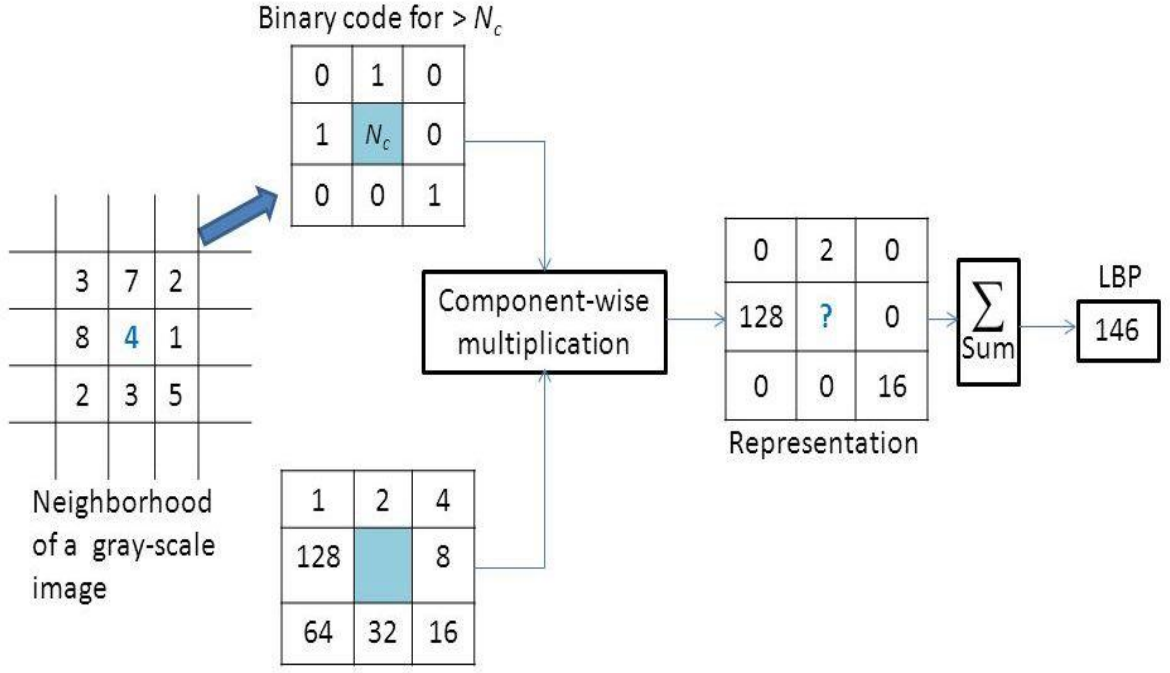 Binary code for > N_c
0 1 0
1 N_c 0
0 0 1
3 7 2
8 4 1
2 3 5
Neighborhood
of a gray-scale
image
1 2 4
128 8
64 32 16
Component-wise
multiplication
0 2 0
128 ? 0
0 0 16
Representation
∑
Sum
LBP
146